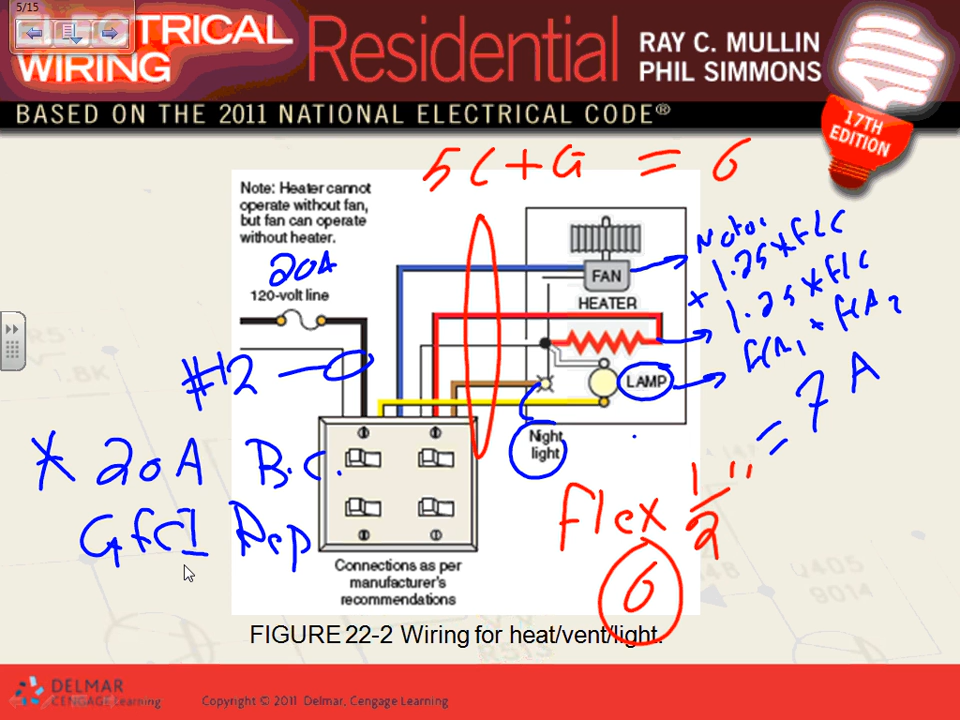 5/15
ELECTRICAL
WIRING
Residential
RAY C. MULLIN
PHIL SIMMONS
BASED ON THE 2011 NATIONAL ELECTRICAL CODE®
17TH
EDITION
5C+G = 6
Note: Heater cannot
operate without fan,
but fan can operate
without heater.
20A
120-volt line
FAN
HEATER
LAMP
Night
light
Motor
1.25 * FLC
1.25 * FLC
= 7A
#12
* 20A B.C.
GFCI
Flex 1/2"
6
Connections as per
manufacturer's
recommendations
FIGURE 22-2 Wiring for heat/vent/light.
DELMAR
CENGAGE Learning
Copyright © 2011 Delmar, Cengage Learning